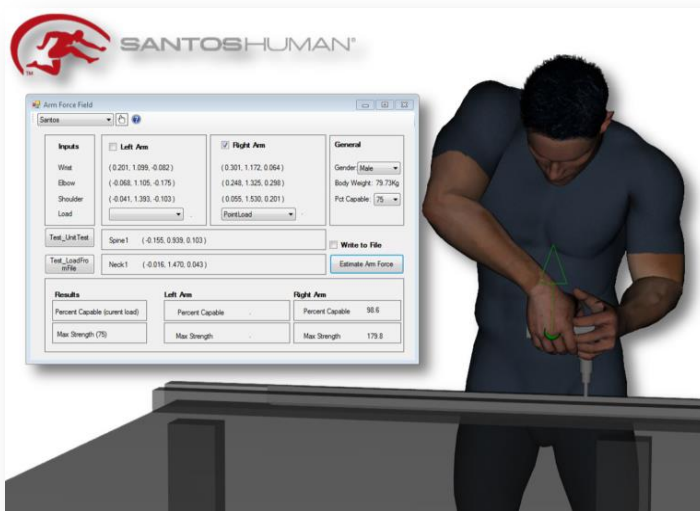 SANTOSHUMAN®
TM
Arm Force Field
Santos
Inputs Left Arm Right Arm General
Wrist (0.201, 1.099, -0.082) (0.301, 1.172, 0.064) Gender: Male
Elbow (-0.068, 1.105, -0.175) (0.248, 1.325, 0.298) Body Weight: 79.73Kg
Shoulder (-0.041, 1.393, -0.103) (0.055, 1.530, 0.201) Pct Capable: 75
Load PointLoad
Test_UnitTest Spine1 (-0.155, 0.939, 0.103) Write to File
Test_LoadFro
mFile Neck1 (-0.016, 1.470, 0.043) Estimate Arm Force
Results Left Arm Right Arm
Percent Capable (curent load) Percent Capable Percent Capable 98.6
Max Strength (75) Max Strength Max Strength 179.8